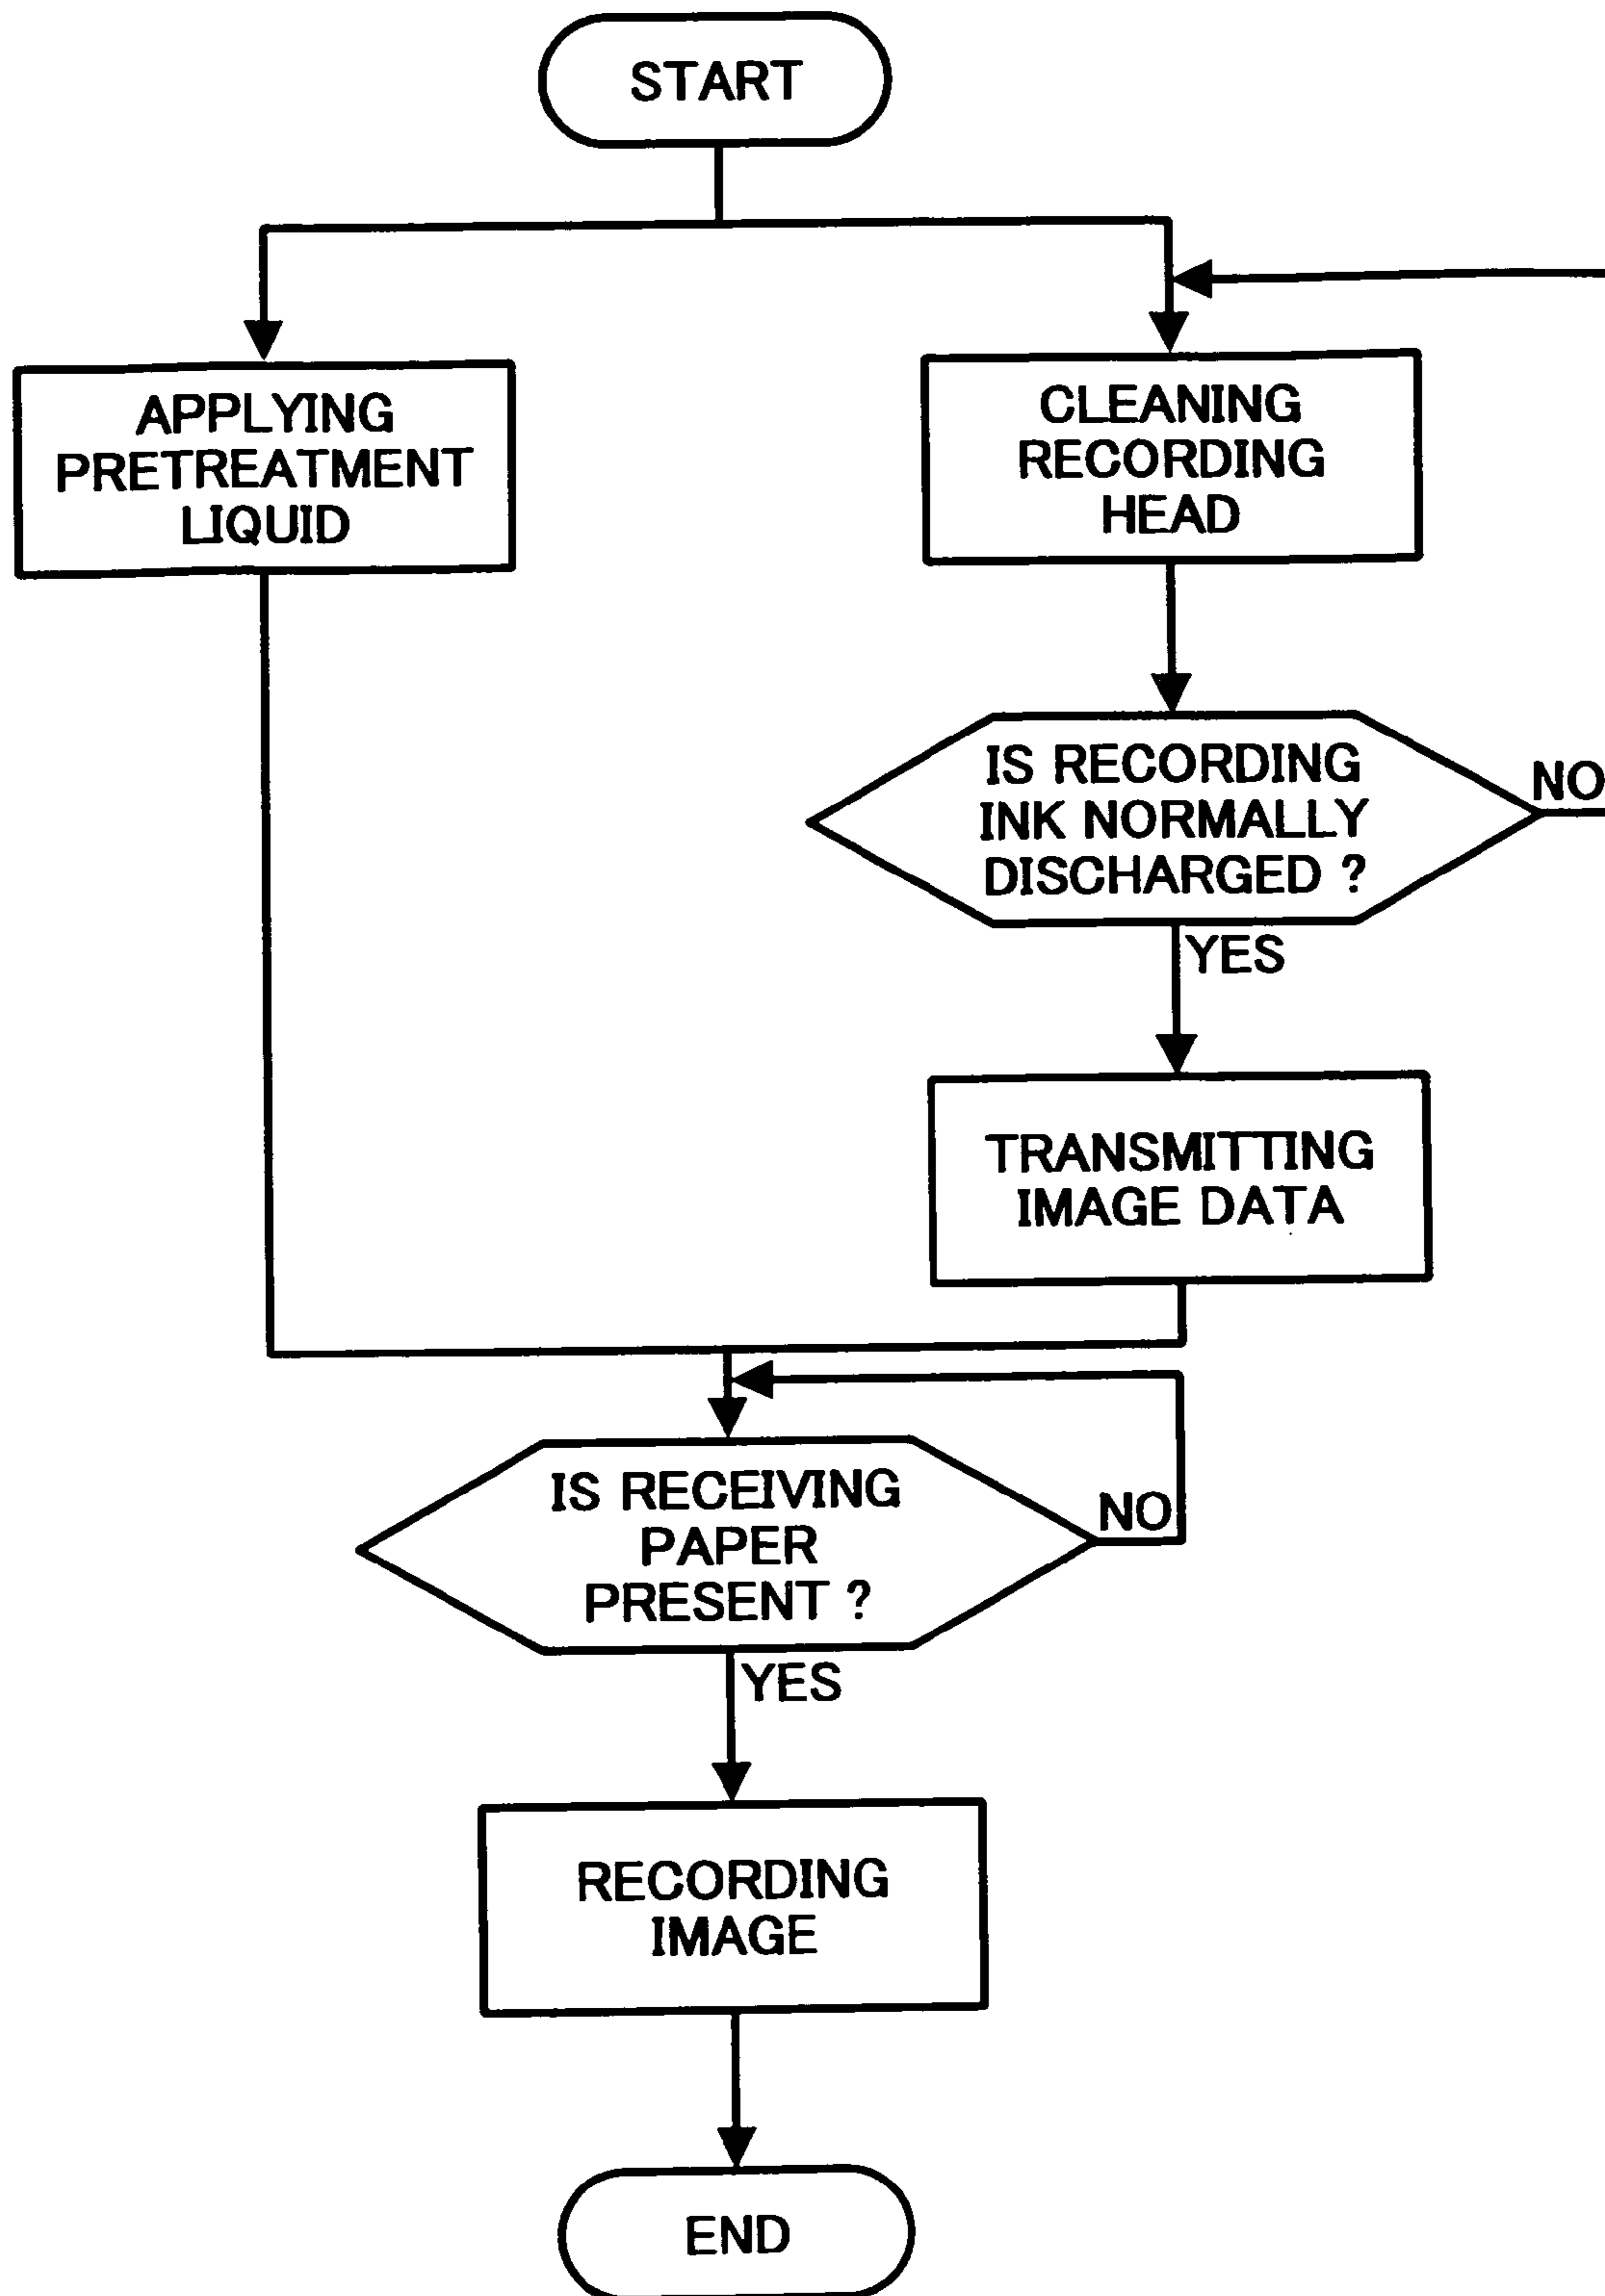 START
APPLYING
PRETREATMENT
LIQUID
CLEANING
RECORDING
HEAD
IS RECORDING
INK NORMALLY
DISCHARGED ?
NO
YES
TRANSMITTING
IMAGE DATA
IS RECEIVING
PAPER
PRESENT ?
NO
YES
RECORDING
IMAGE
END